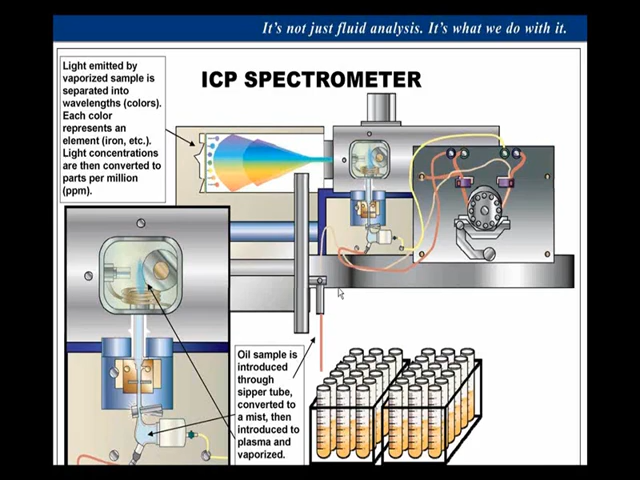 It's not just fluid analysis. It's what we do with it.
ICP SPECTROMETER
Light emitted by
vaporized sample is
separated into
wavelengths (colors).
Each color
represents an
element (iron, etc.).
Light concentrations
are then converted to
parts per million
(ppm).
Oil sample is
introduced
through
sipper tube,
converted to
a mist, then
introduced to
plasma and
vaporized.